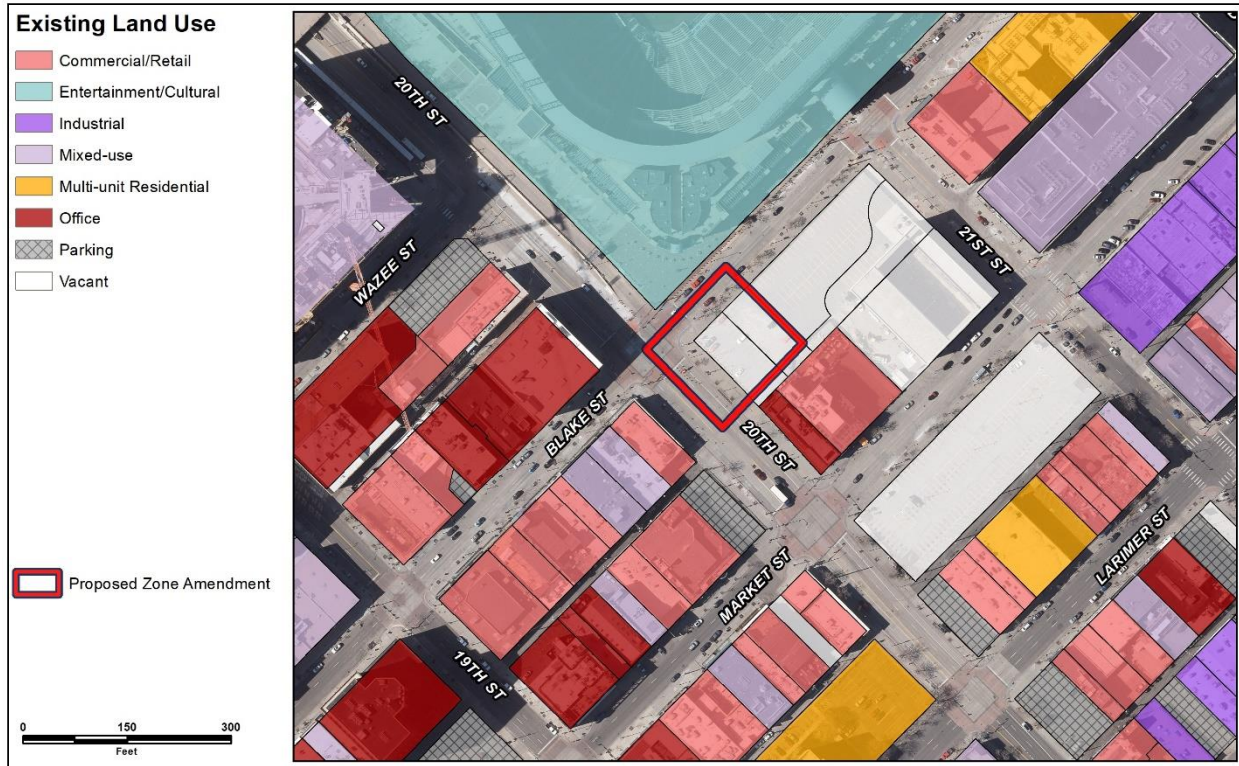 Existing Land Use
Commercial/Retail
Entertainment/Cultural
Industrial
Mixed-use
Multi-unit Residential
Office
Parking
Vacant
Proposed Zone Amendment
0 150 300
Feet
20TH ST
WAZEE ST
21ST ST
BLAKE ST
20TH ST
MARKET ST
LARIMER ST
19TH ST